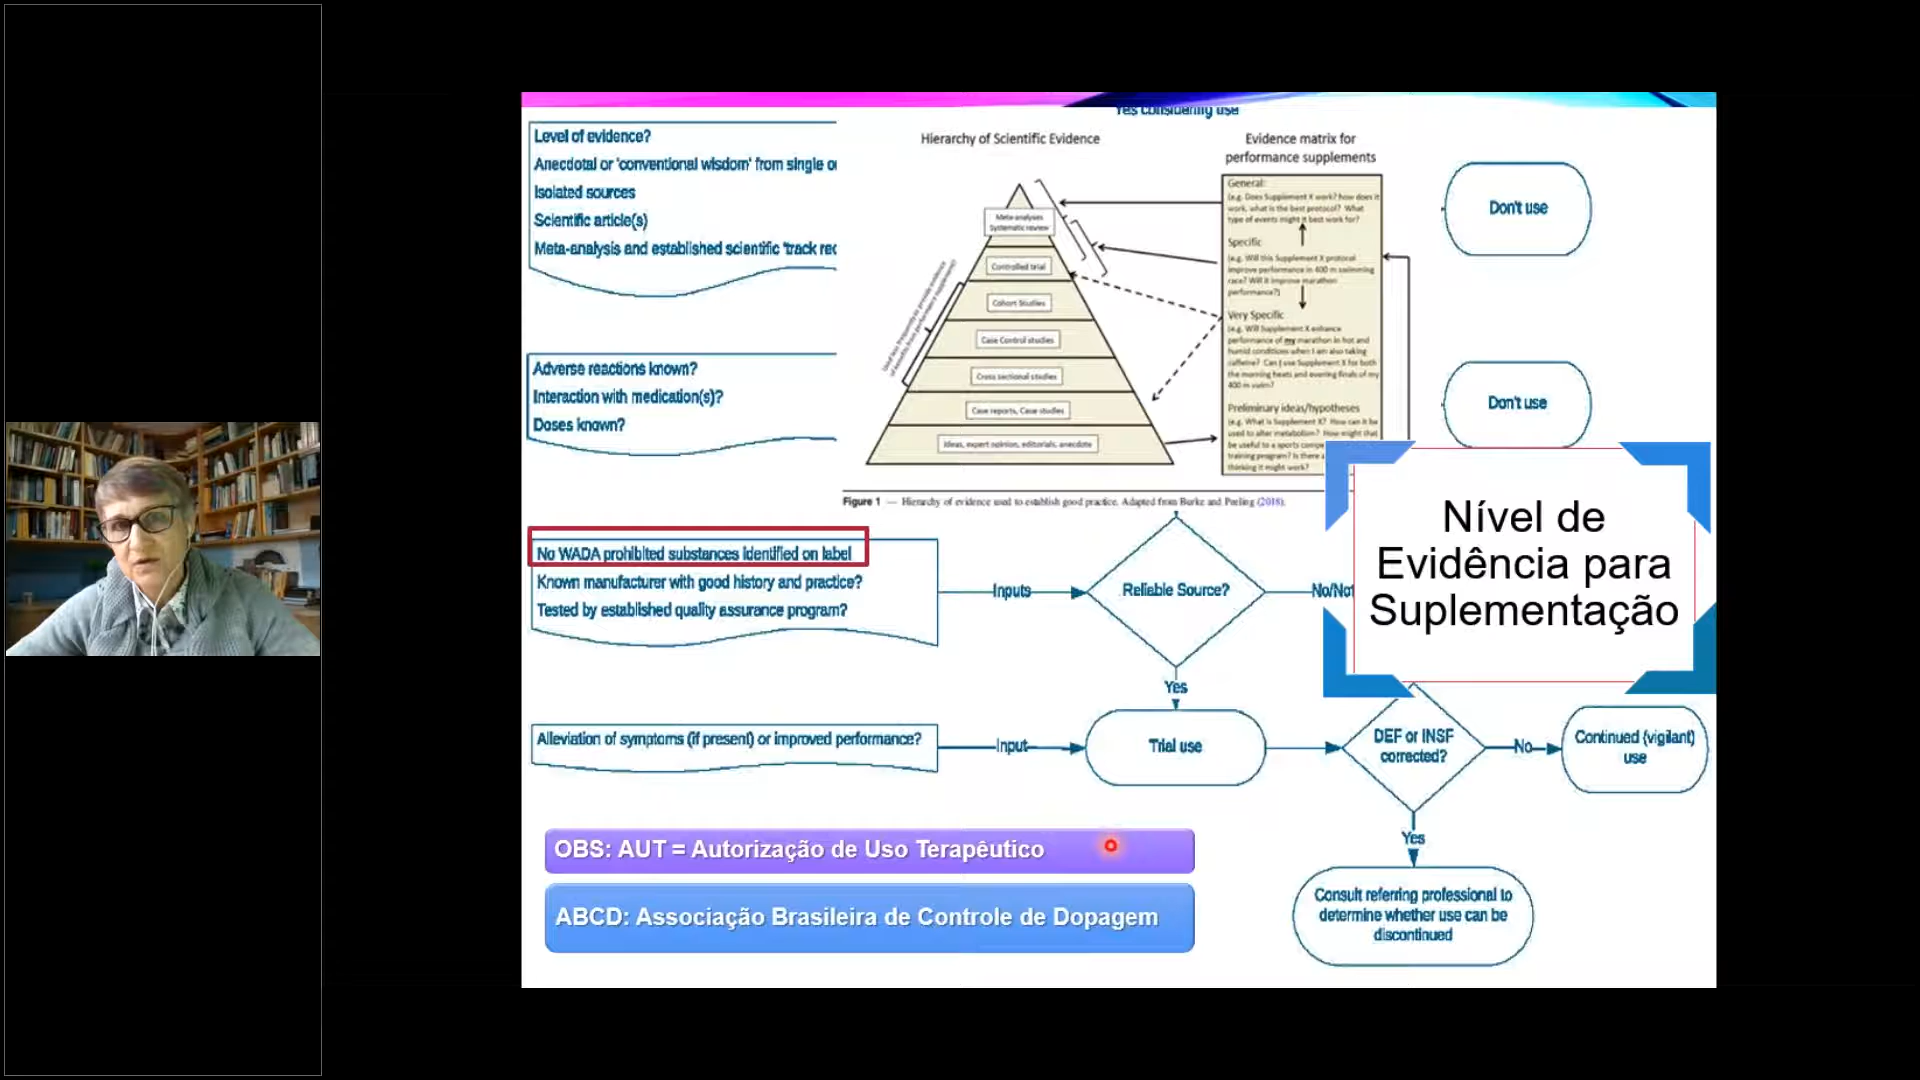 Yes considering use
Level of evidence?
Anecdotal or 'conventional wisdom' from single
Isolated sources
Scientific article(s)
Meta-analysis and established scientific 'track
Adverse reactions known?
Interaction with medication(s)?
Doses known?
Hierarchy of Scientific Evidence
Meta-analyses
Systematic review
Controlled trial
Cohort Studies
Case Control studies
Cross sectional studies
Case reports, Case studies
Ideas, expert opinion, editorials, anecdote
Evidence matrix for
performance supplements
General:
(e.g. Does Supplement X work? how does it
work, what is the best protocol? What
type of events might it best work for?
Specific
(e.g. Will this Supplement X protocol
improve performance in 400 m swimming
race? Will it improve marathon
performance?)
Very Specific
(e.g. Will Supplement X enhance
performance of my marathon in hot and
humid conditions when I am also taking
caffeine? Can I use Supplement X for both
the morning heats and evening finals of my
400 m swim?
Preliminary ideas/hypotheses
(e.g. What is Supplement X? How can it be
used to alter metabolism? How might that
be useful to a sports
training program? Is there
thinking it might work?
Figure 1 — Hierarchy of evidence used to establish good practice. Adapted from Burke and Peeling (2018).
Don't use
Don't use
Nível de
Evidência para
Suplementação
No WADA prohibited substances identified on label
Known manufacturer with good history and practice?
Tested by established quality assurance program?
Inputs
Reliable Source?
No/Not
Yes
Alleviation of symptoms (if present) or improved performance?
Input
Trial use
DEF or INSF
corrected?
No
Continued (vigilant)
use
Yes
Consult referring professional to
determine whether use can be
discontinued
OBS: AUT = Autorização de Uso Terapêutico
ABCD: Associação Brasileira de Controle de Dopagem